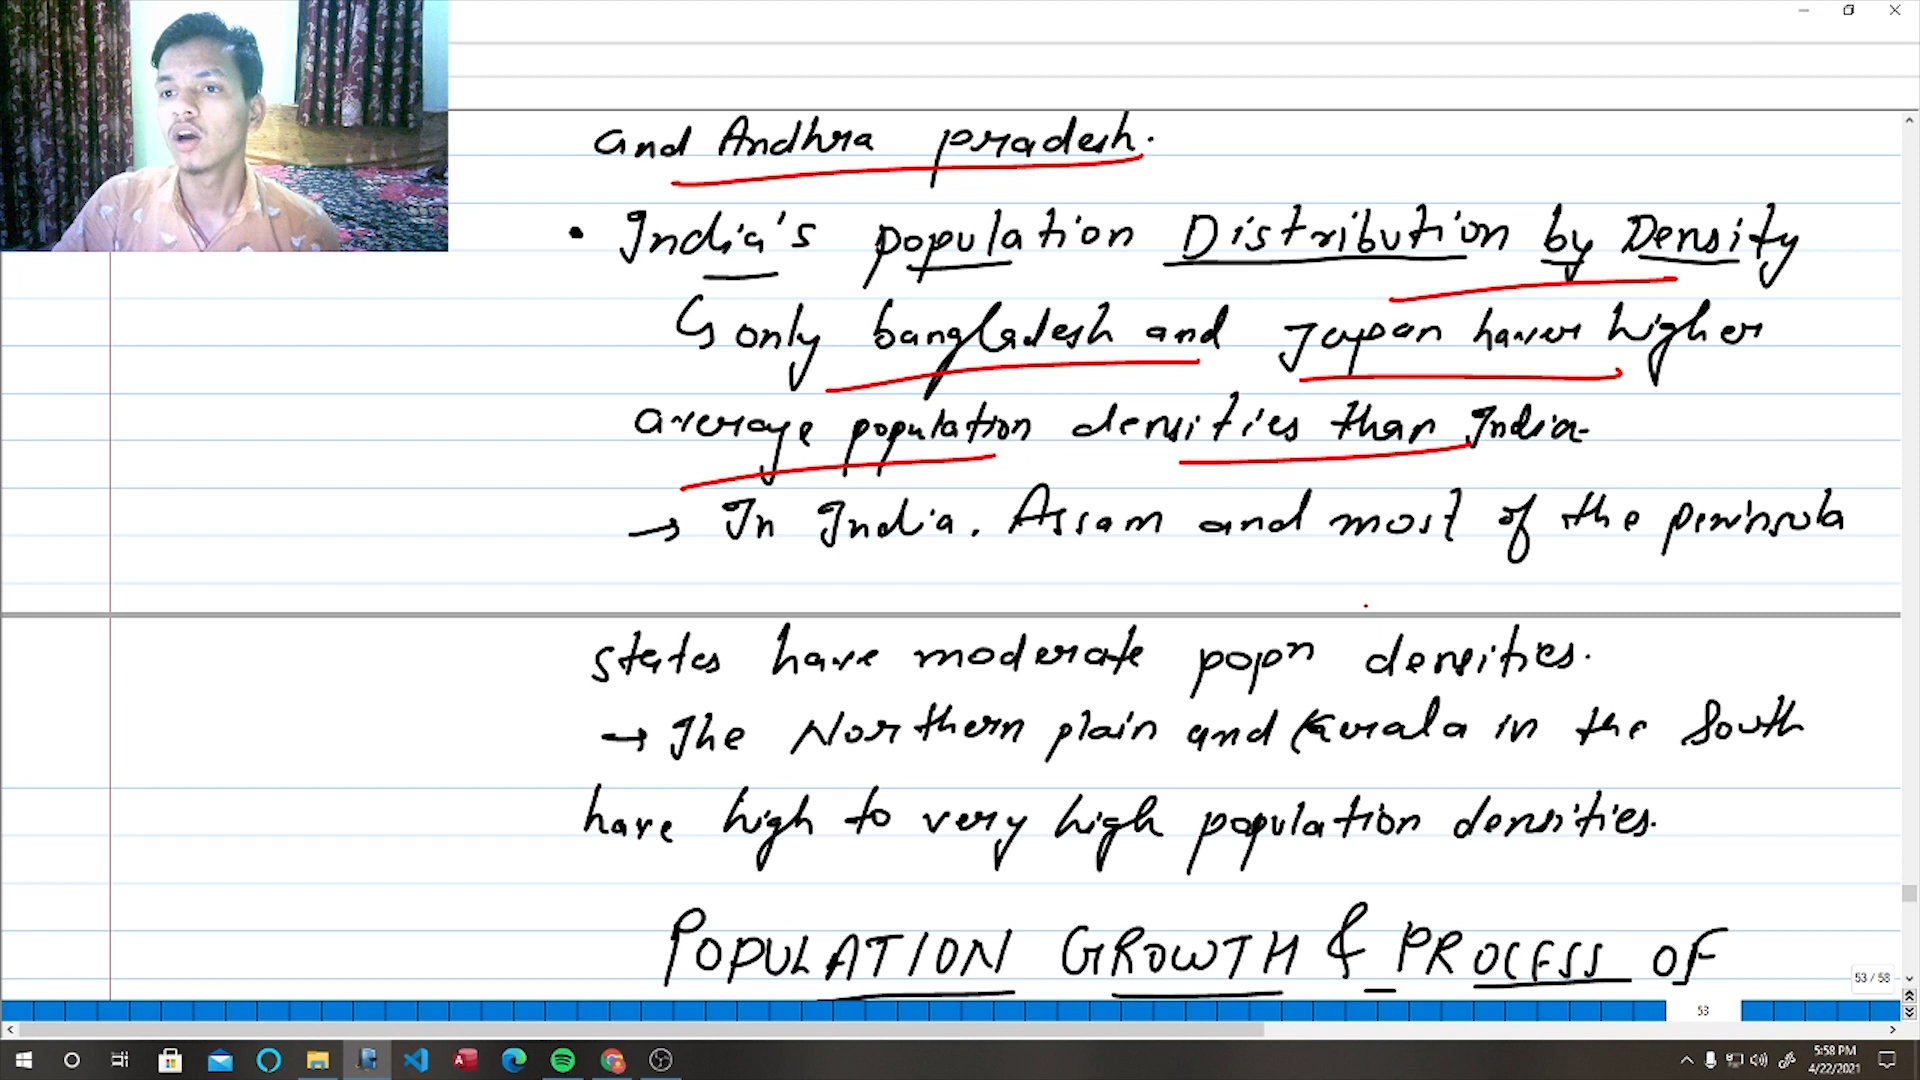 and Andhra pradesh.
• India's population Distribution by Density
↳ only bangladesh and Japan haver higher
average population densities than India
→ In India. Assam and most of the peninsula
states have moderate popn densities.
→ The Northern plain and Kerala in the South
have high to very high population densities.
POPULATION GROWTH & PROCESS OF
53 / 58
53
5:58 PM
4/22/2021